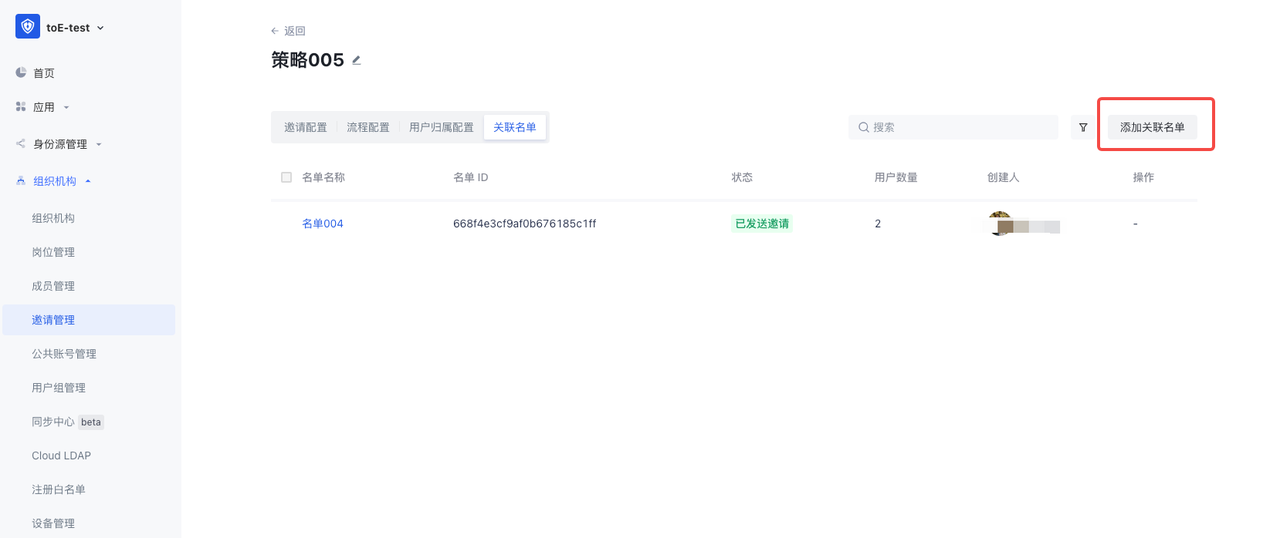 toE-test
首页
应用
身份源管理
组织机构
组织机构
岗位管理
成员管理
邀请管理
公共账号管理
用户组管理
同步中心 beta
Cloud LDAP
注册白名单
设备管理
← 返回
策略005
邀请配置 流程配置 用户归属配置 关联名单 搜索 添加关联名单
名单名称 名单 ID 状态 用户数量 创建人 操作
名单004 668f4e3cf9af0b676185c1ff 已发送邀请 2 -